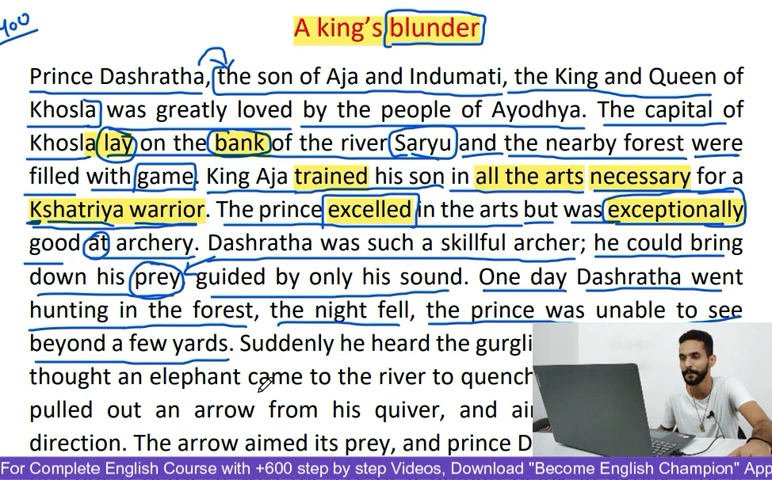 400
A king's blunder
Prince Dashratha, the son of Aja and Indumati, the King and Queen of
Khosla was greatly loved by the people of Ayodhya. The capital of
Khosla lay on the bank of the river Saryu and the nearby forest were
filled with game. King Aja trained his son in all the arts necessary for a
Kshatriya warrior. The prince excelled in the arts but was exceptionally
good at archery. Dashratha was such a skillful archer; he could bring
down his prey guided by only his sound. One day Dashratha went
hunting in the forest, the night fell, the prince was unable to see
beyond a few yards. Suddenly he heard the gurgli
thought an elephant came to the river to quench
pulled out an arrow from his quiver, and ai
direction. The arrow aimed its prey, and prince D
For Complete English Course with +600 step by step Videos, Download "Become English Champion" App